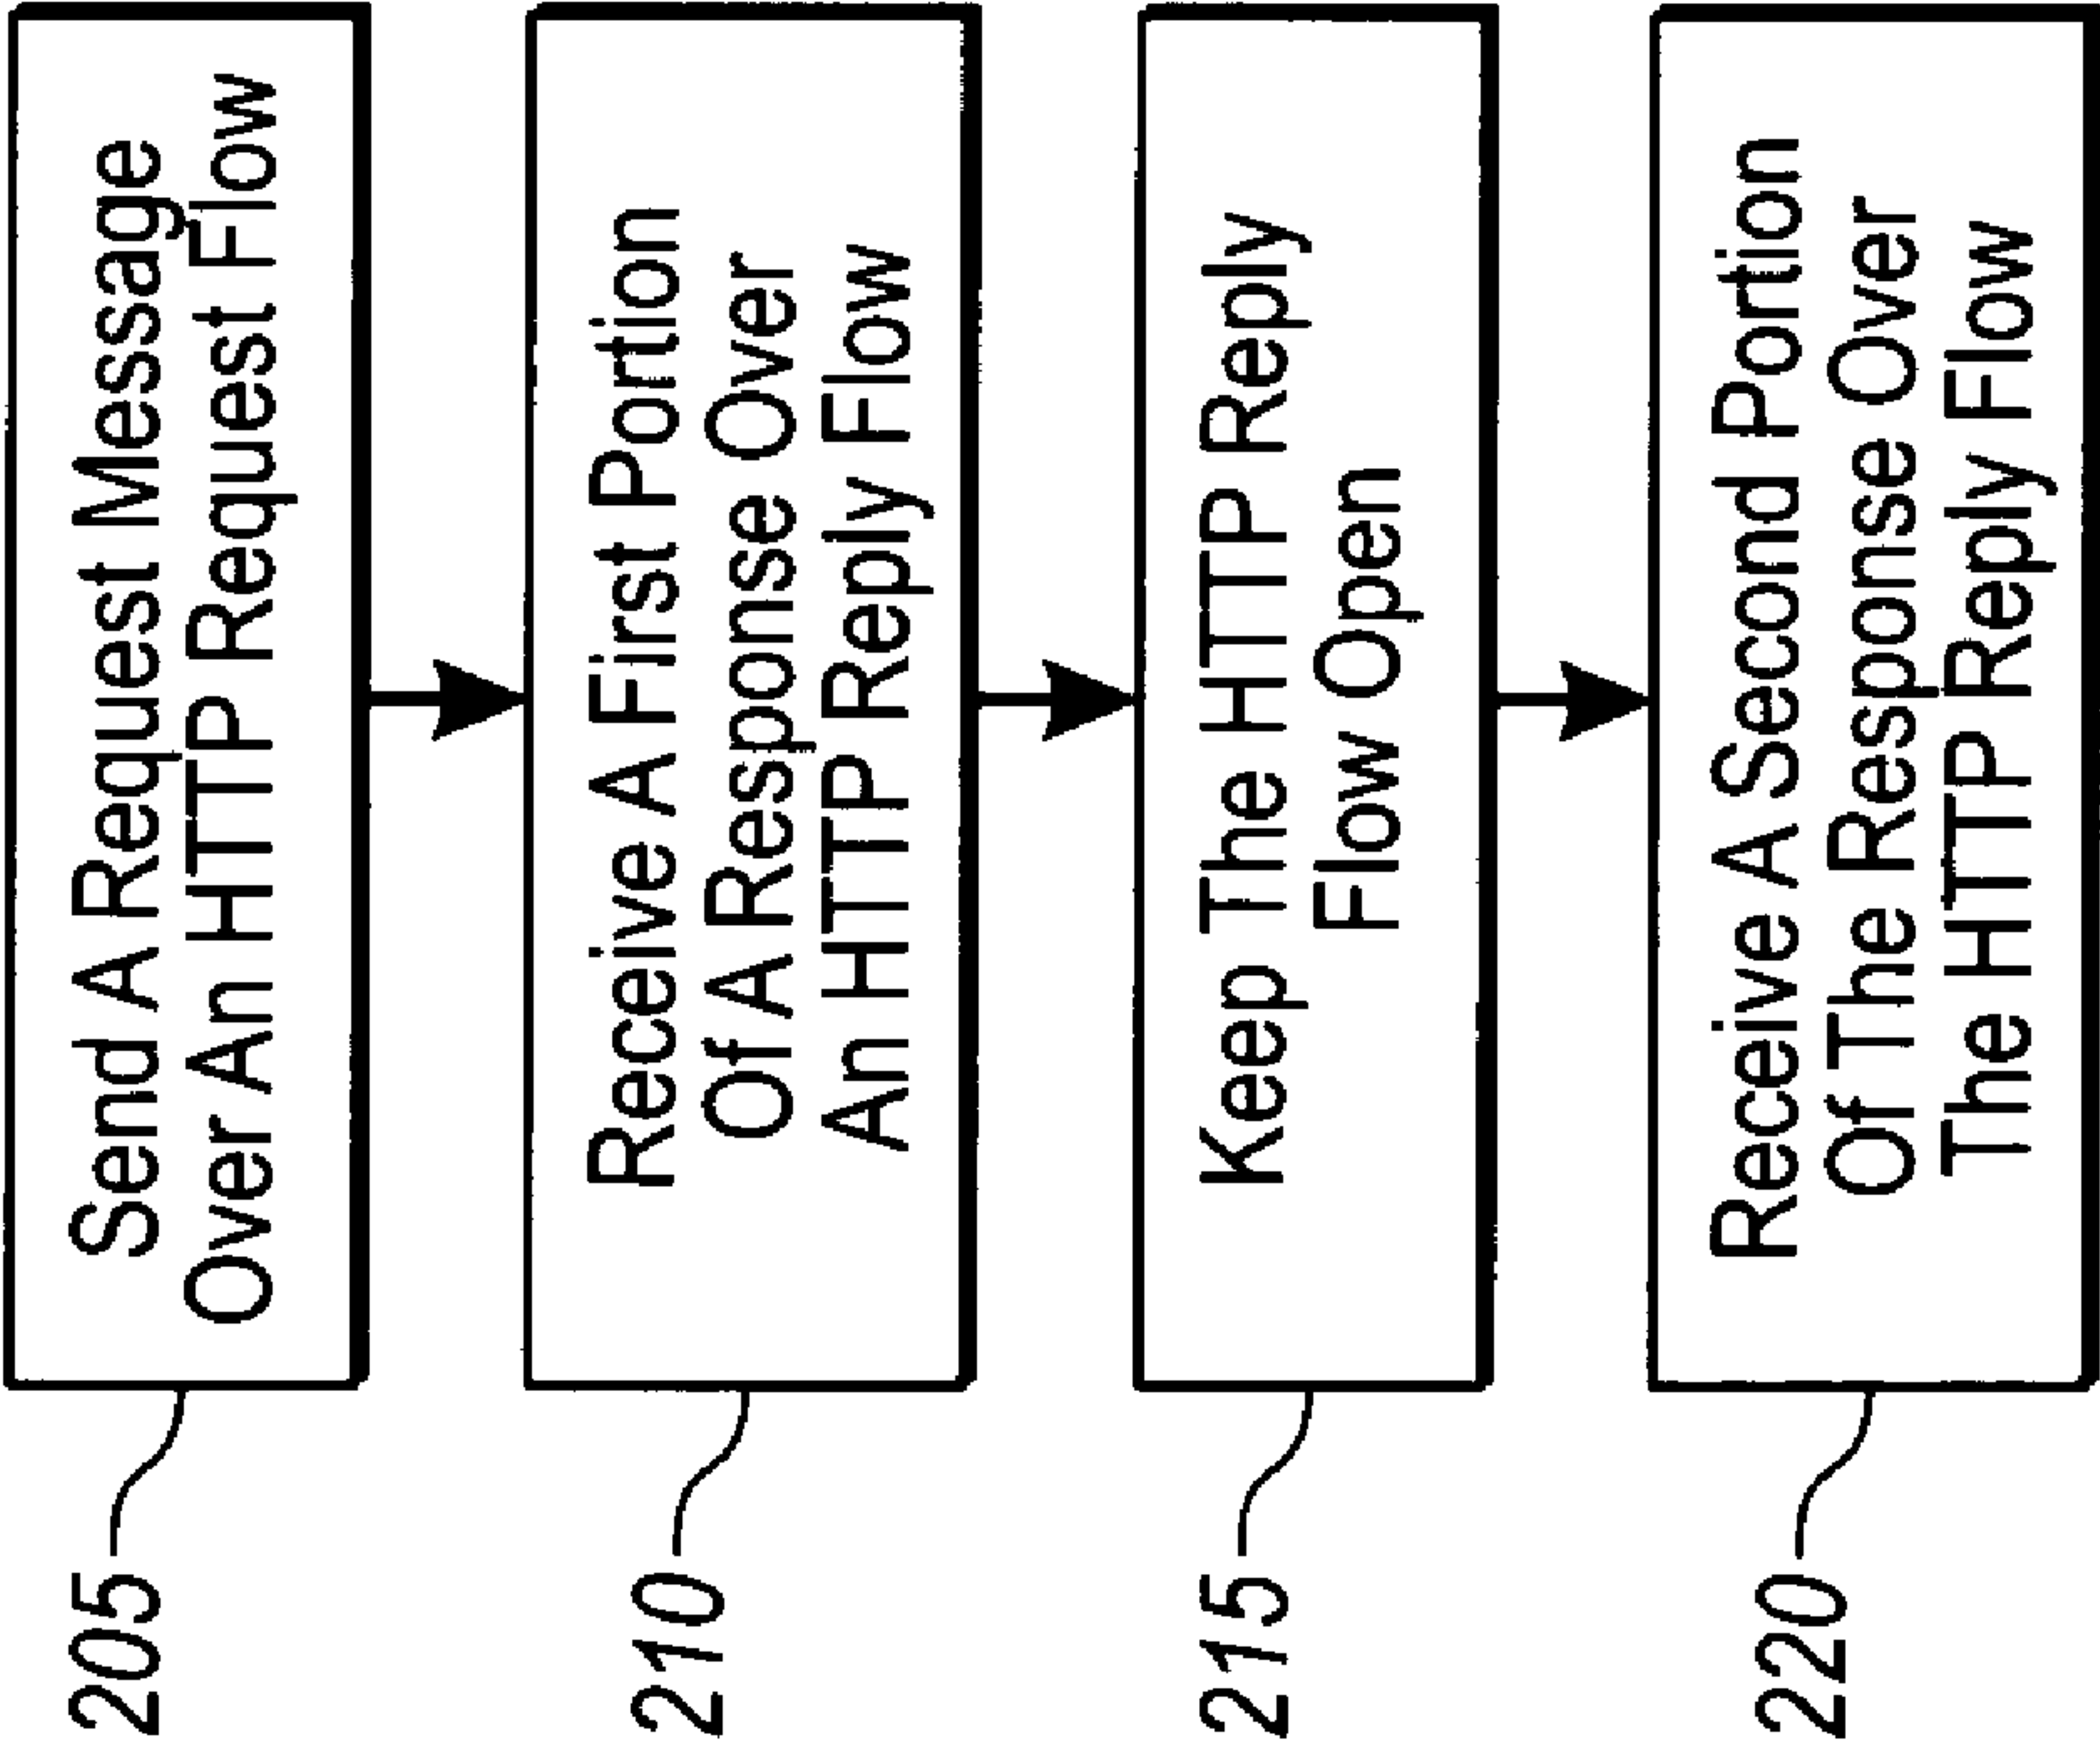 205
Send A Request Message
Over An HTTP Request Flow
210
Receive A First Portion
Of A Response Over
An HTTP Reply Flow
215
Keep The HTTP Reply
Flow Open
220
Receive A Second Portion
Of The Response Over
The HTTP Reply Flow